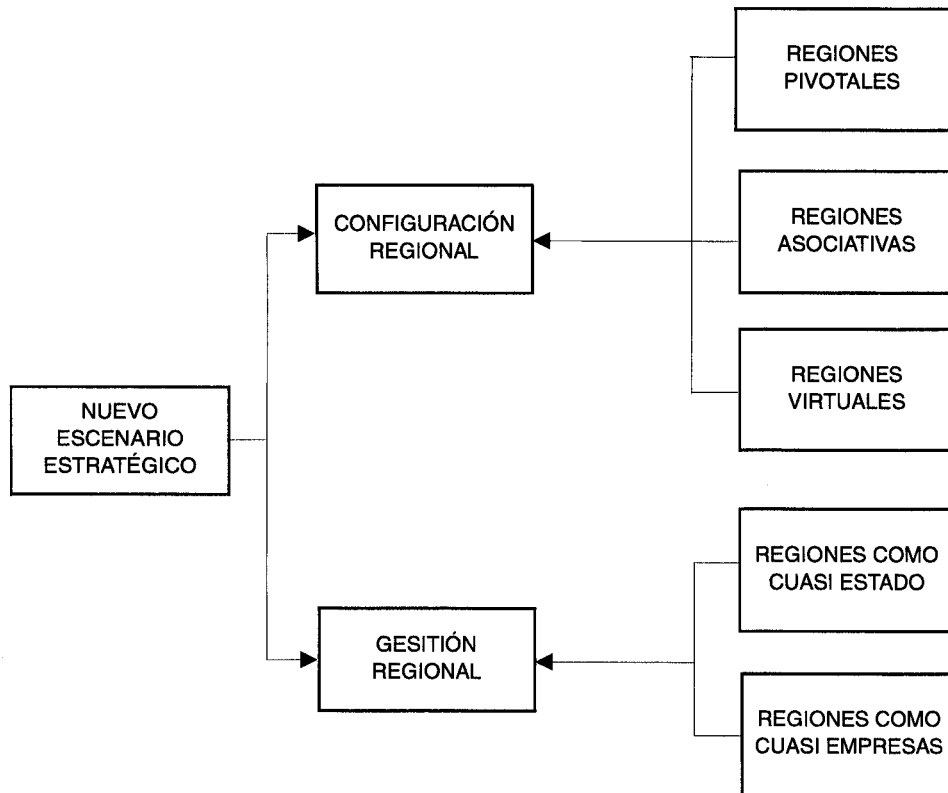 REGIONES
PIVOTALES
CONFIGURACIÓN
REGIONAL
REGIONES
ASOCIATIVAS
REGIONES
VIRTUALES
NUEVO
ESCENARIO
ESTRATÉGICO
REGIONES COMO
CUASI ESTADO
GESITIÓN
REGIONAL
REGIONES COMO
CUASI EMPRESAS